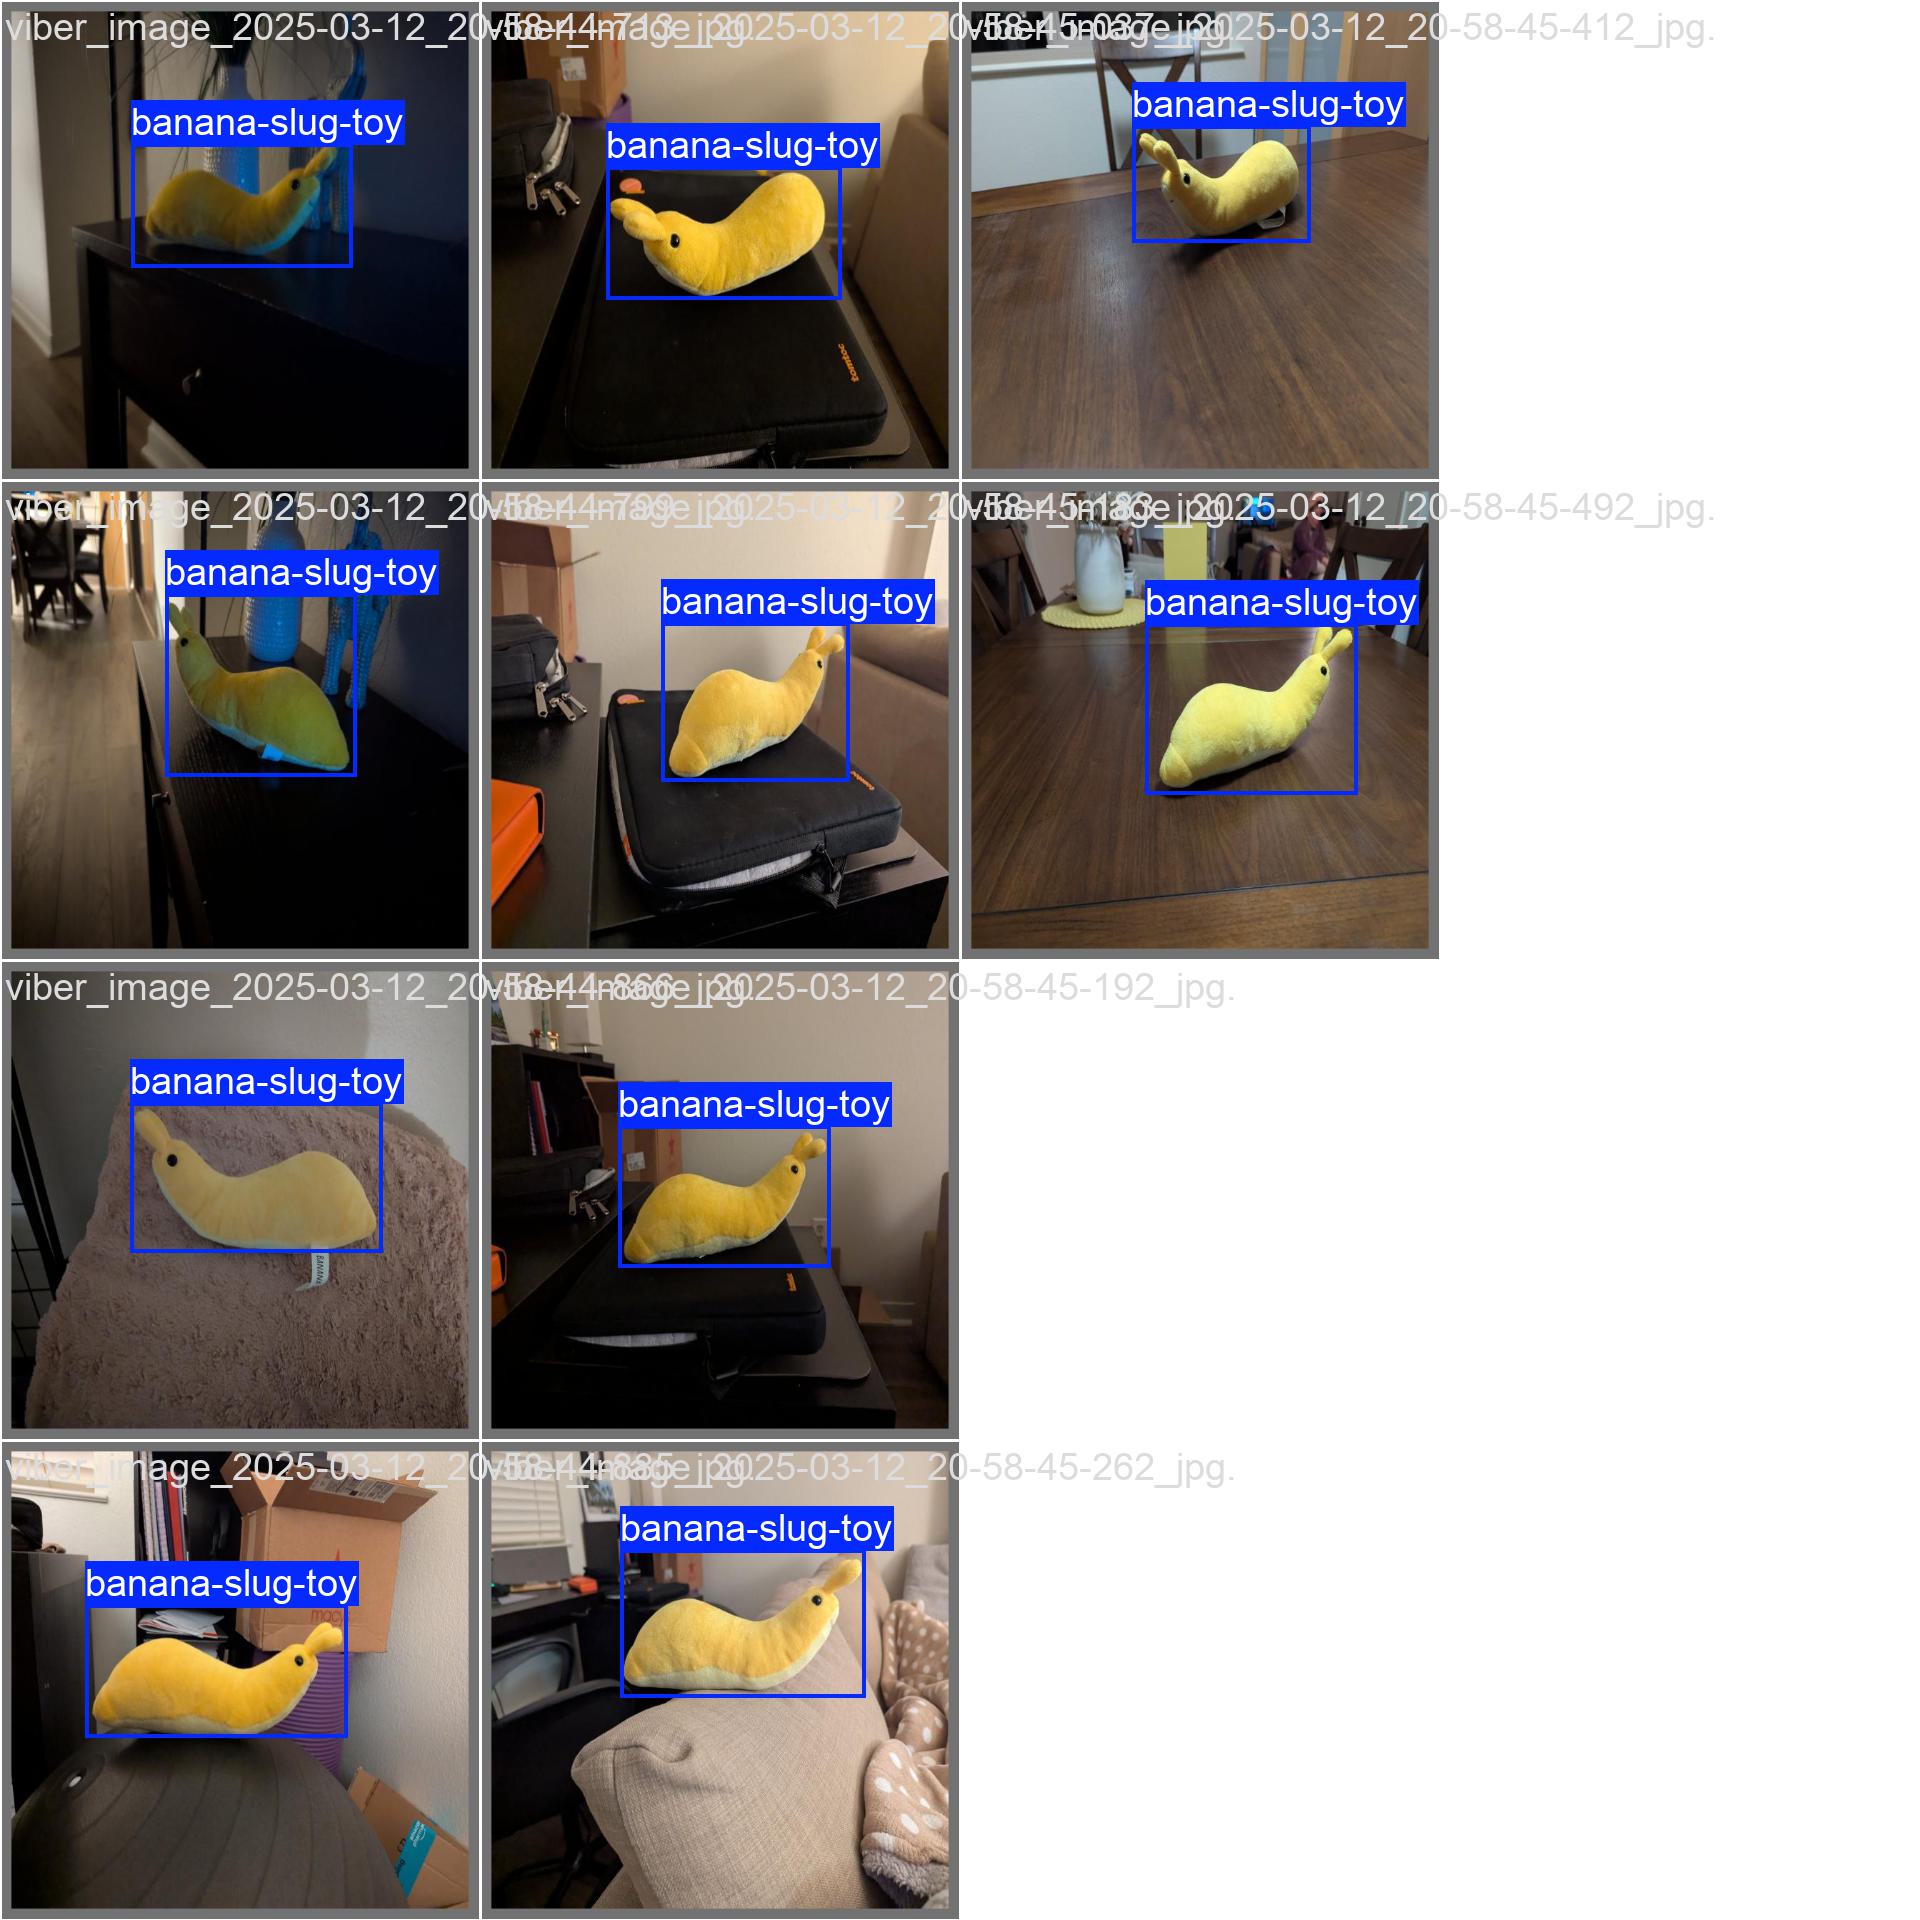 viber_image_2025-03-12_20-58-44-713_jpg.
viber_image_2025-03-12_20-58-45-037_jpg.
viber_image_2025-03-12_20-58-45-412_jpg.
banana-slug-toy
banana-slug-toy
banana-slug-toy
tomtoc
viber_image_2025-03-12_20-58-44-799_jpg.
viber_image_2025-03-12_20-58-45-183_jpg.
viber_image_2025-03-12_20-58-45-492_jpg.
banana-slug-toy
banana-slug-toy
banana-slug-toy
viber_image_2025-03-12_20-58-44-866_jpg.
viber_image_2025-03-12_20-58-45-192_jpg.
banana-slug-toy
banana-slug-toy
BANANA
viber_image_2025-03-12_20-58-44-885_jpg.
viber_image_2025-03-12_20-58-45-262_jpg.
banana-slug-toy
banana-slug-toy
macys